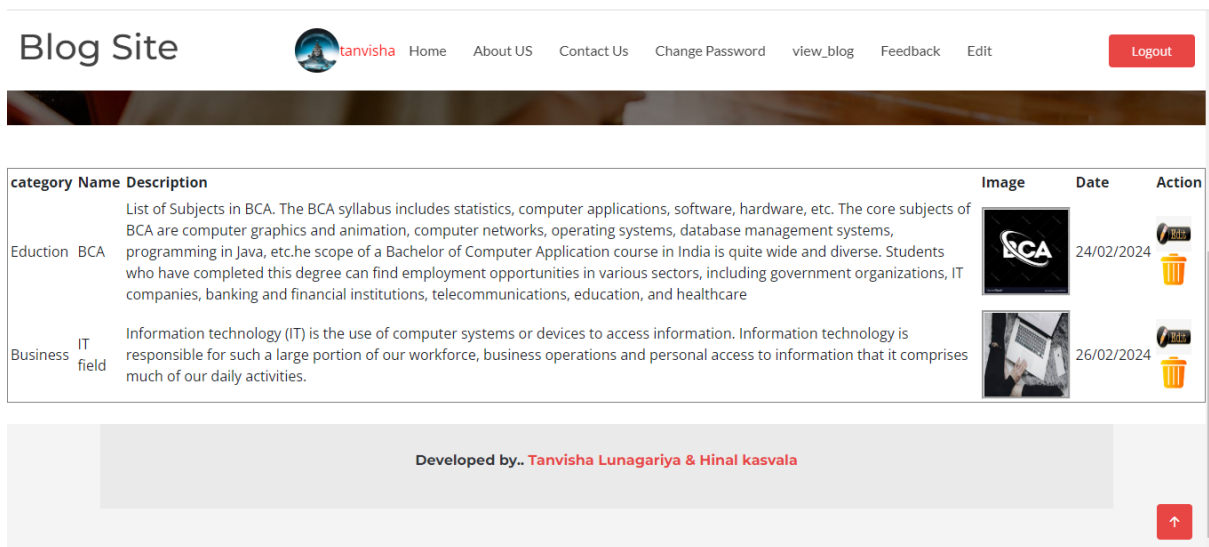 Blog Site
tanvisha Home About US Contact Us Change Password view_blog Feedback Edit Logout
category Name Description Image Date Action
List of Subjects in BCA. The BCA syllabus includes statistics, computer applications, software, hardware, etc. The core subjects of
BCA are computer graphics and animation, computer networks, operating systems, database management systems,
Eduction BCA programming in Java, etc.he scope of a Bachelor of Computer Application course in India is quite wide and diverse. Students BCA 24/02/2024 Edit
who have completed this degree can find employment opportunities in various sectors, including government organizations, IT
companies, banking and financial institutions, telecommunications, education, and healthcare
Information technology (IT) is the use of computer systems or devices to access information. Information technology is
Business IT field responsible for such a large portion of our workforce, business operations and personal access to information that it comprises 26/02/2024 Edit
much of our daily activities.
Developed by.. Tanvisha Lunagariya & Hinal kasvala